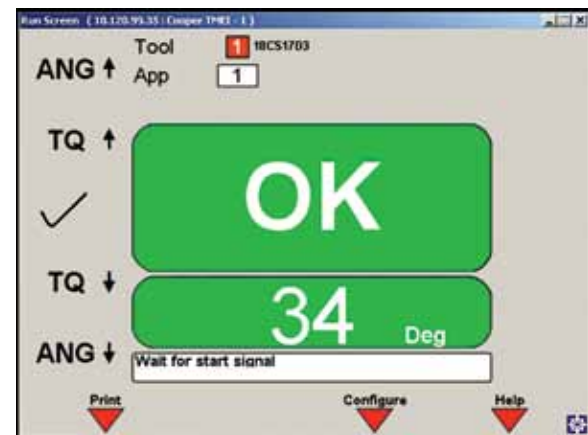 Run Screen ( 10.120.99.35 : Cooper TMEI - 1 )
Tool 1 18CS1703
ANG
App 1
TQ
OK
TQ
34 Deg
ANG
Wait for start signal
Print Configure Help